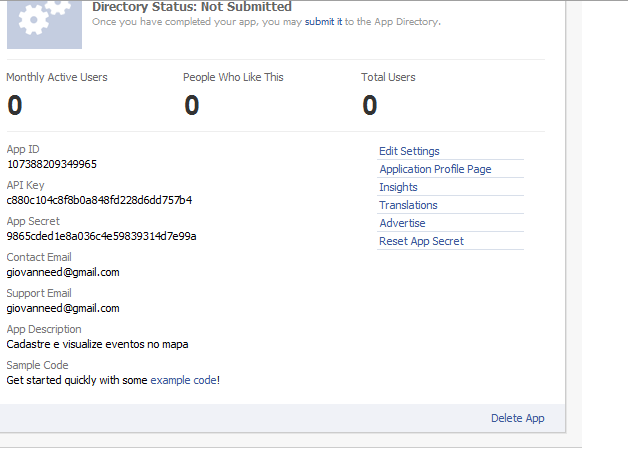 Directory Status: Not Submitted
Once you have completed your app, you may submit it to the App Directory.
Monthly Active Users People Who Like This Total Users
0 0 0
App ID
107388209349965
API Key
c880c104c8f8b0a848fd228d6dd757b4
App Secret
9865cded1e8a036c4e59839314d7e99a
Contact Email
giovanneed@gmail.com
Support Email
giovanneed@gmail.com
App Description
Cadastre e visualize eventos no mapa
Sample Code
Get started quickly with some example code!
Edit Settings
Application Profile Page
Insights
Translations
Advertise
Reset App Secret
Delete App